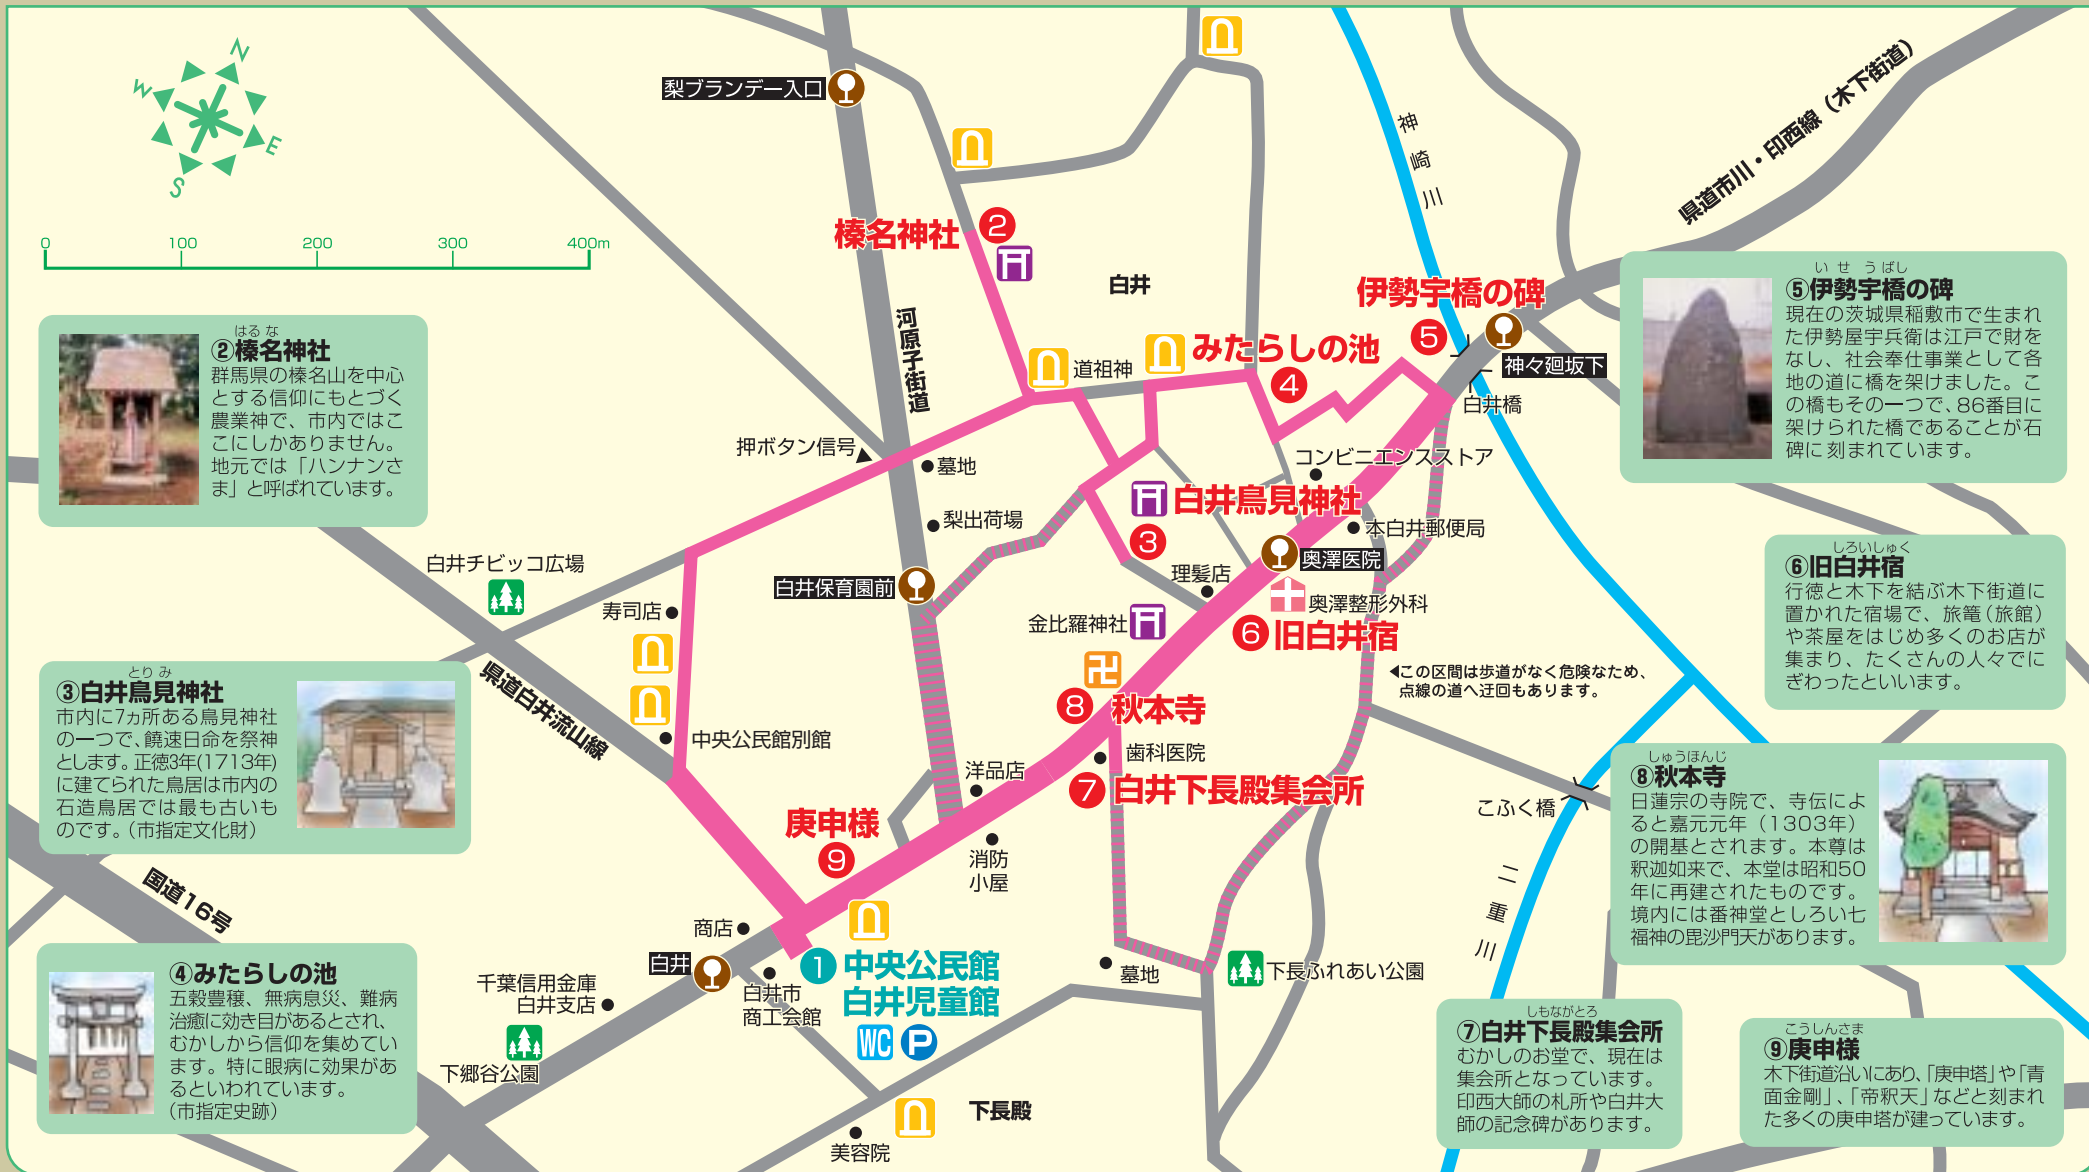 N
W
E
S
0 100 200 300 400m
梨ブランデー入口
榛名神社 ②
白井
神崎川
県道市川・印西線（木下街道）
河原子街道
伊勢宇橋の碑
⑤
神々廻坂下
白井橋
道祖神
みたらしの池
④
押ボタン信号
墓地
梨出荷場
コンビニエンスストア
白井鳥見神社
③
本白井郵便局
奥澤医院
理髪店
奥澤整形外科
金比羅神社
⑥旧白井宿
白井チビッコ広場
白井保育園前
寿司店
県道白井流山線
中央公民館別館
◀この区間は歩道がなく危険なため、
点線の道へ迂回もあります。
⑧ 秋本寺
歯科医院
洋品店
⑦ 白井下長殿集会所
庚申様
⑨
消防
小屋
こふく橋
二重川
国道16号
商店
白井
① 中央公民館
白井児童館
WC P
白井市
商工会館
千葉信用金庫
白井支店
下郷谷公園
墓地
下長ふれあい公園
下長殿
美容院
はるな
②榛名神社
群馬県の榛名山を中心
とする信仰にもとづく
農業神で、市内ではこ
こにしかありません。
地元では「ハンナンさ
ま」と呼ばれています。
とりみ
③白井鳥見神社
市内に7ヵ所ある鳥見神社
の一つで、饒速日命を祭神
とします。正徳3年(1713年)
に建てられた鳥居は市内の
石造鳥居では最も古いも
のです。（市指定文化財）
④みたらしの池
五穀豊穣、無病息災、難病
治癒に効き目があるとされ、
むかしから信仰を集めてい
ます。特に眼病に効果があ
るといわれています。
（市指定史跡）
いせうばし
⑤伊勢宇橋の碑
現在の茨城県稲敷市で生まれ
た伊勢屋宇兵衛は江戸で財を
なし、社会奉仕事業として各
地の道に橋を架けました。こ
の橋もその一つで、86番目に
架けられた橋であることが石
碑に刻まれています。
しろいしゅく
⑥旧白井宿
行徳と木下を結ぶ木下街道に
置かれた宿場で、旅篭（旅館）
や茶屋をはじめ多くのお店が
集まり、たくさんの人々でに
ぎわったといいます。
しゅうほんじ
⑧秋本寺
日蓮宗の寺院で、寺伝によ
ると嘉元元年（1303年）
の開基とされます。本尊は
釈迦如来で、本堂は昭和50
年に再建されたものです。
境内には番神堂としろい七
福神の毘沙門天があります。
しもながとろ
⑦白井下長殿集会所
むかしのお堂で、現在は
集会所となっています。
印西大師の札所や白井大
師の記念碑があります。
こうしんさま
⑨庚申様
木下街道沿いにあり、「庚申塔」や「青
面金剛」、「帝釈天」などと刻まれ
た多くの庚申塔が建っています。